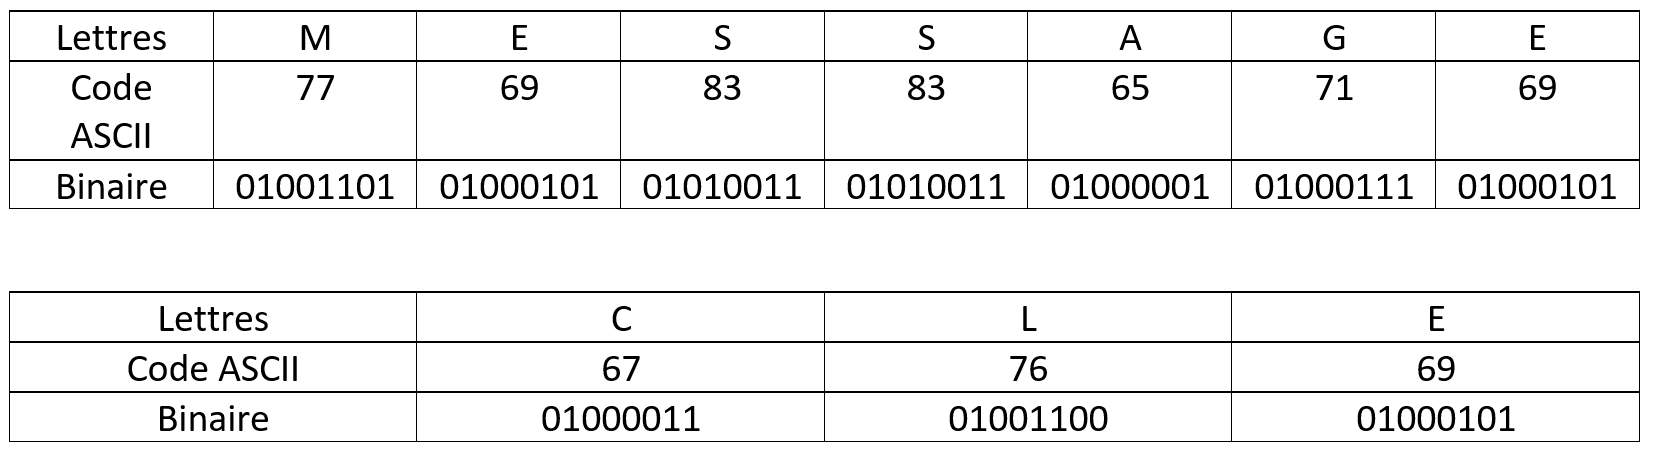 Lettres M E S S A G E
Code ASCII 77 69 83 83 65 71 69
Binaire 01001101 01000101 01010011 01010011 01000001 01000111 01000101
Lettres C L E
Code ASCII 67 76 69
Binaire 01000011 01001100 01000101